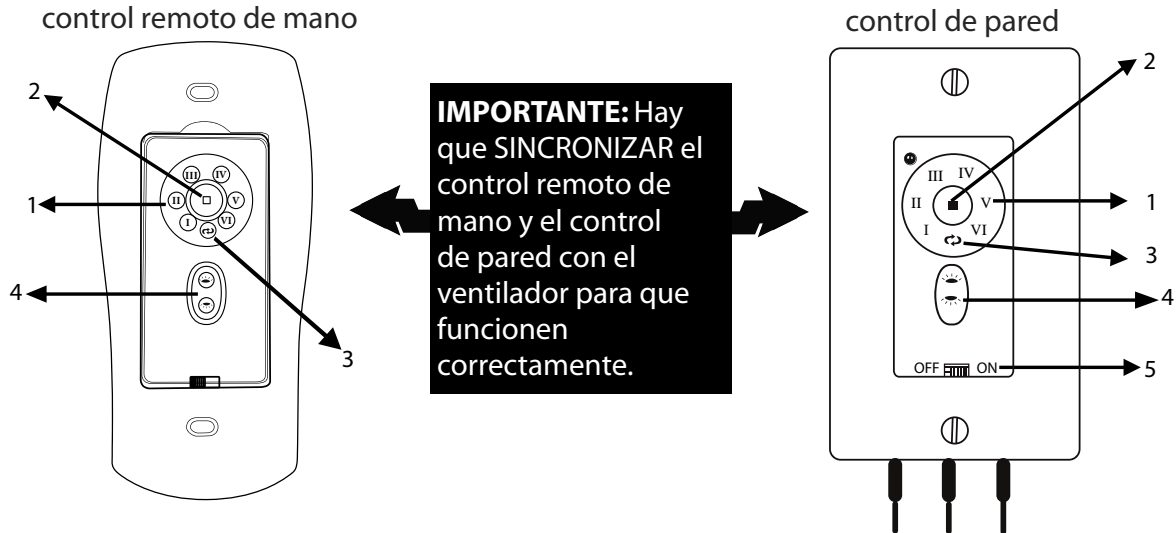 control remoto de mano
2
III IV
II V
I VI
1
4
3
IMPORTANTE: Hay
que SINCRONIZAR el
control remoto de
mano y el control
de pared con el
ventilador para que
funcionen
correctamente.
control de pared
2
III IV
II V
I VI
1
3
4
OFF ON
5